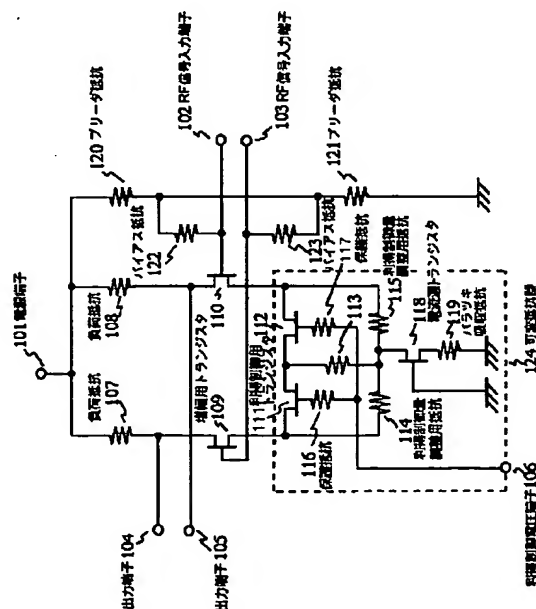 101 電源端子
102 RF信号入力端子
103 RF信号入力端子
120 ブリーダ抵抗
バイアス抵抗
122
負荷抵抗
108
負荷抵抗
107
増幅用トランジスタ
110
109
出力端子 104
出力端子 105
121 ブリーダ抵抗
123
バイアス抵抗
117
保護抵抗
112
113
利得制御用
トランジスタ
111
116
保護抵抗
115
利得制御量
調整用抵抗
114
利得制御量
調整用抵抗
118
電流源トランジスタ
119
バラツキ
吸収抵抗
124 可変抵抗器
利得制御電圧端子 106